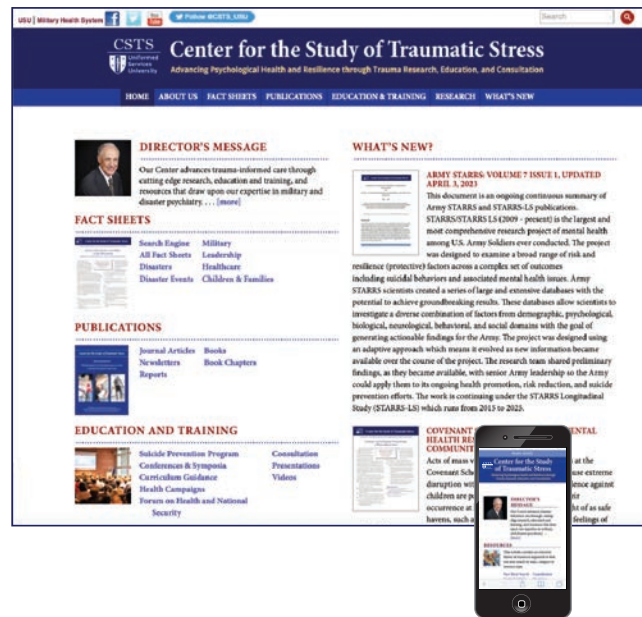 USU | Military Health System
Follow @CSTS_USU
Search
CSTS
Uniformed
Services
University
Center for the Study of Traumatic Stress
Advancing Psychological Health and Resilience through Trauma Research, Education, and Consultation
HOME ABOUT US FACT SHEETS PUBLICATIONS EDUCATION & TRAINING RESEARCH WHAT'S NEW
DIRECTOR'S MESSAGE
Our Center advances trauma-informed care through
cutting edge research, education and training, and
resources that draw upon our expertise in military and
disaster psychiatry. . . . [more]
FACT SHEETS
Search Engine Military
All Fact Sheets Leadership
Disasters Healthcare
Disaster Events Children & Families
PUBLICATIONS
Journal Articles Books
Newsletters Book Chapters
Reports
EDUCATION AND TRAINING
Suicide Prevention Program Consultation
Conferences & Symposia Presentations
Curriculum Guidance Videos
Health Campaigns
Forum on Health and National
Security
WHAT'S NEW?
ARMY STARRS: VOLUME 7 ISSUE 1, UPDATED
APRIL 3, 2023
This document is an ongoing continuous summary of
Army STARRS and STARRS-LS publications.
STARRS/STARRS LS (2009 - present) is the largest and
most comprehensive research project of mental health
among U.S. Army Soldiers ever conducted. The project
was designed to examine a broad range of risk and
resilience (protective) factors across a complex set of outcomes
including suicidal behaviors and associated mental health issues. Army
STARRS scientists created a series of large and extensive databases with the
potential to achieve groundbreaking results. These databases allow scientists to
investigate a diverse combination of factors from demographic, psychological,
biological, neurological, behavioral, and social domains with the goal of
generating actionable findings for the Army. The project was designed using
an adaptive approach which means it evolved as new information became
available over the course of the project. The research team shared preliminary
findings, as they became available, with senior Army leadership so the Army
could apply them to its ongoing health promotion, risk reduction, and suicide
prevention efforts. The work is continuing under the STARRS Longitudinal
Study (STARRS-LS) which runs from 2015 to 2025.
COVENANT
HEALTH
COMMUNIT
Acts of mass at the
Covenant Sch use extreme
disruption wit ence against
children are p
occurrence at ht of as safe
havens, such a feelings of
Center for the Study
of Traumatic Stress
DIRECTOR'S
MESSAGE
RESOURCES